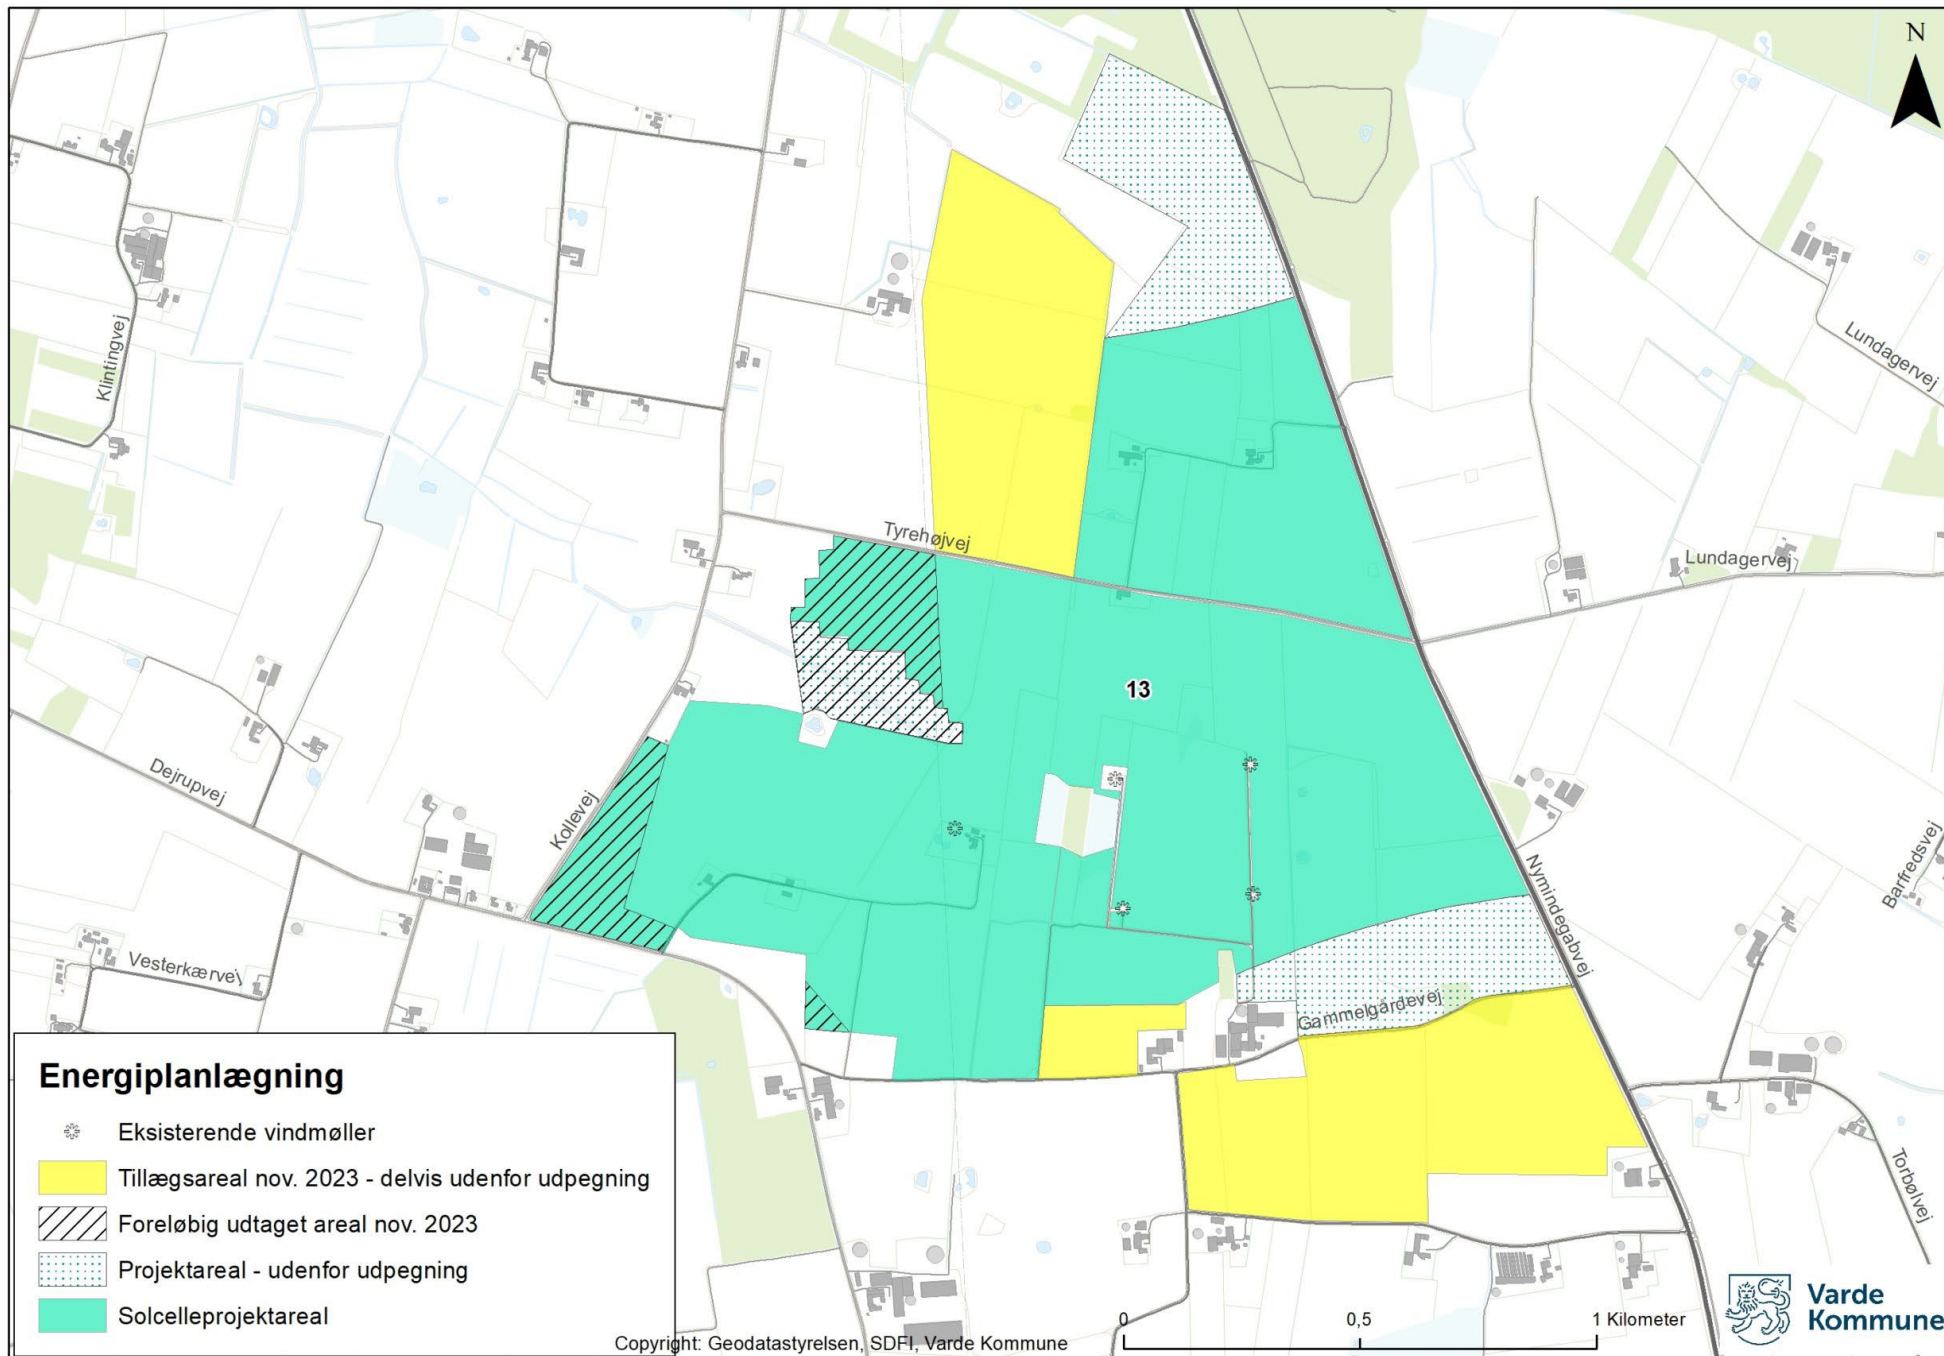 N
Klintingvej
Lundagervej
Tyrehøjvej
Lundagervej
13
Dejrupvej
Kollevej
Nymindegabvej
Barfredsvej
Vesterkærvej
Gammelgårdevej
Torbølvej
Energiplanlægning
Eksisterende vindmøller
Tillægsareal nov. 2023 - delvis udenfor udpegning
Foreløbig udtaget areal nov. 2023
Projektareal - udenfor udpegning
Solcelleprojektareal
Copyright: Geodatastyrelsen, SDFI, Varde Kommune
0 0,5 1 Kilometer
Varde
Kommune